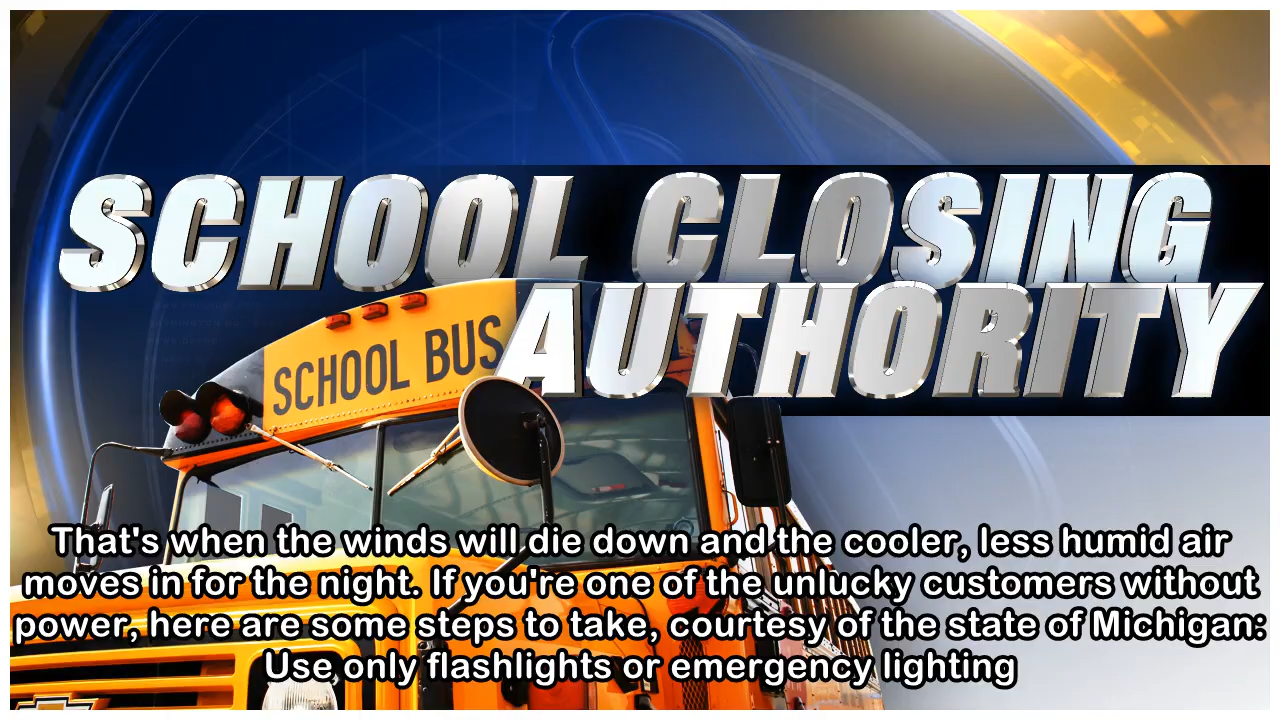 SCHOOL CLOSING
AUTHORITY
SCHOOL BUS
That's when the winds will die down and the cooler, less humid air
moves in for the night. If you're one of the unlucky customers without
power, here are some steps to take, courtesy of the state of Michigan:
Use only flashlights or emergency lighting